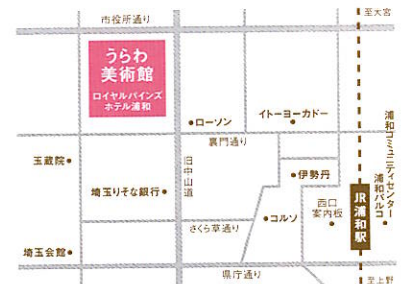 市役所通り
至大宮
うらわ
美術館
ロイヤルパインズ
ホテル浦和
●ローソン
イトーヨーカドー
●
裏門通り
浦和コミュニティセンター
浦和パルコ●
玉蔵院●
旧中山道
●伊勢丹
埼玉りそな銀行●
西口
案内板
●
●コルソ
JR浦和駅
さくら草通り
埼玉会館●
県庁通り
至上野